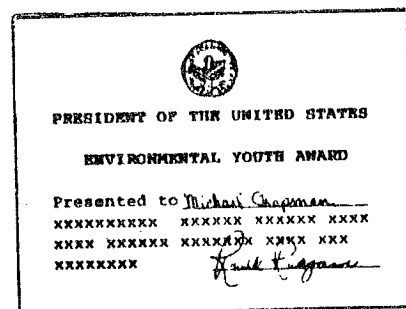 PRESIDENT OF THE UNITED STATES
ENVIRONMENTAL YOUTH AWARD
Presented to Michael Chapman
xxxxxxxxxx xxxxxx xxxxxx xxxx
xxxx xxxxxx xxxxxxx xxxx xxx
xxxxxxxx